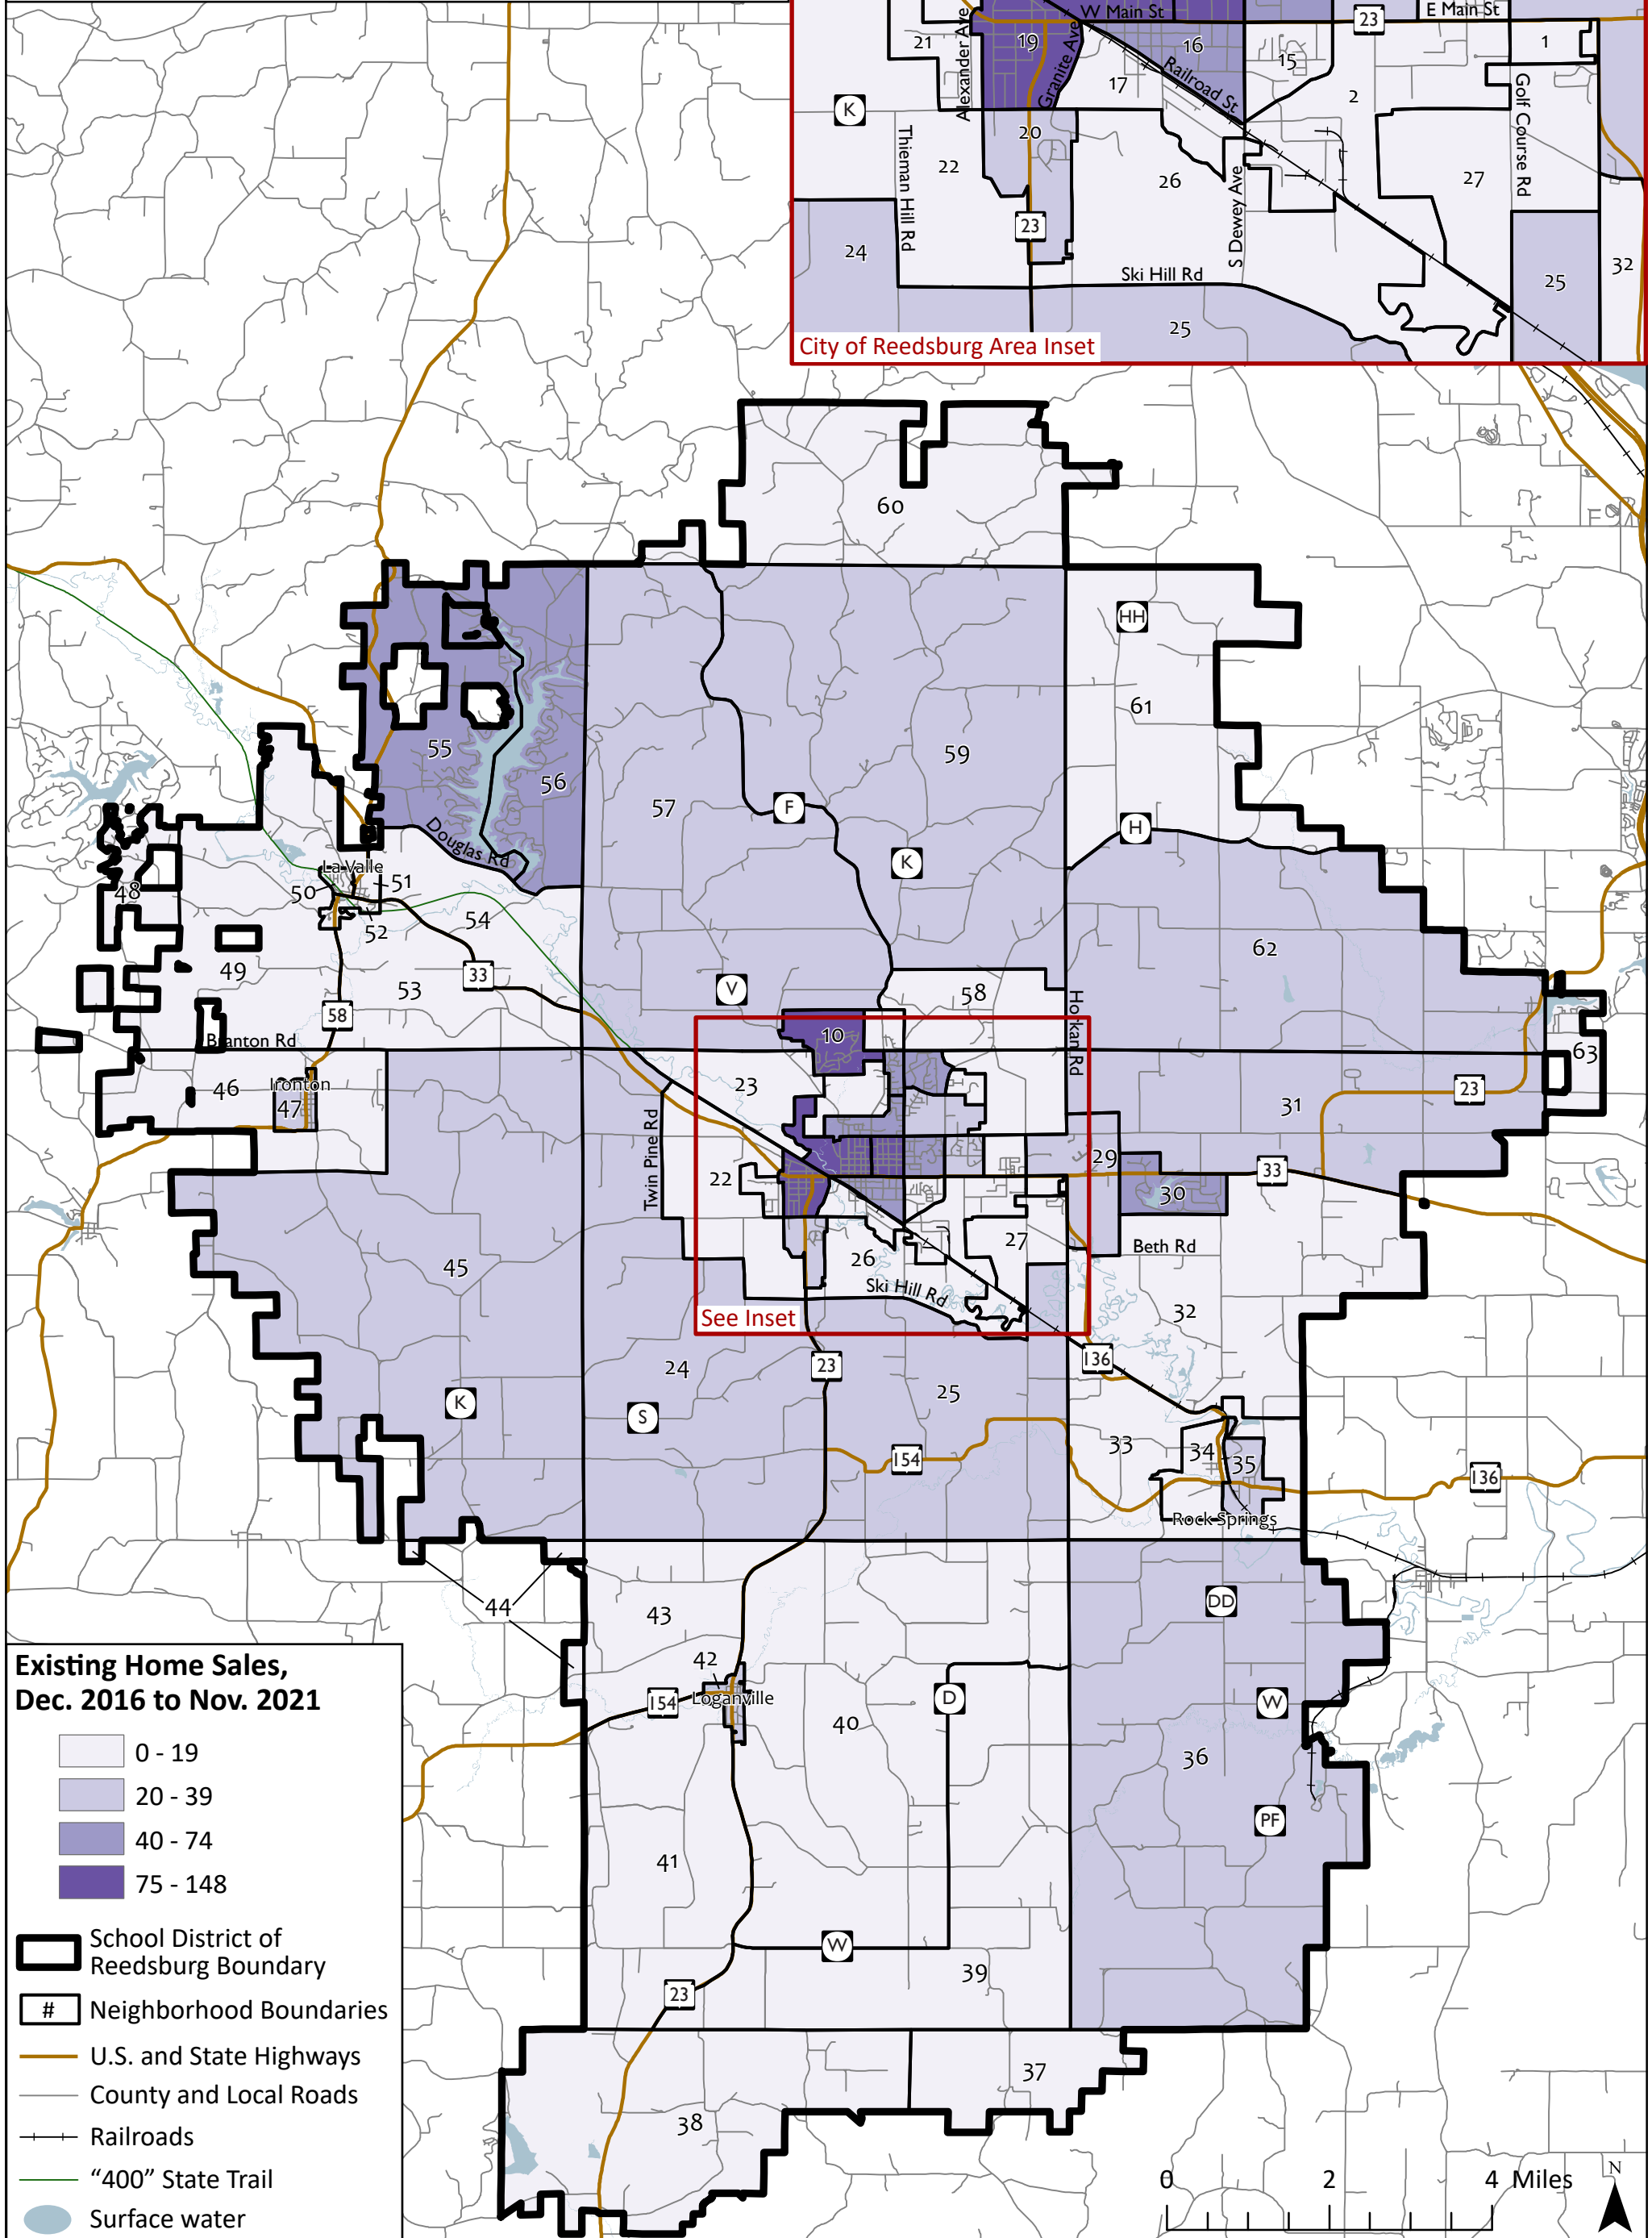 W Main St
23
E Main St
21
Alexander Ave
19
Granite Ave
16
15
1
17
Railroad St
2
Golf Course Rd
K
20
Thieman Hill Rd
22
26
S Dewey Ave
27
23
24
Ski Hill Rd
25
32
25
City of Reedsburg Area Inset
60
HH
61
55
56
59
57
F
H
Douglas Rd
K
La Valle
48
50
51
54
52
62
49
33
53
V
58
58
Horkan Rd
10
Branton Rd
63
46
Ironton
47
23
23
31
Twin Pine Rd
29
33
22
30
27
Beth Rd
26
45
Ski Hill Rd
32
See Inset
24
23
136
25
K
S
33
34
35
154
136
Rock Springs
44
43
DD
42
154
Loganville
D
W
40
36
PF
41
W
39
23
37
38
Existing Home Sales,
Dec. 2016 to Nov. 2021
0 - 19
20 - 39
40 - 74
75 - 148
School District of
Reedsburg Boundary
# Neighborhood Boundaries
U.S. and State Highways
County and Local Roads
Railroads
“400” State Trail
Surface water
0 2 4 Miles
N